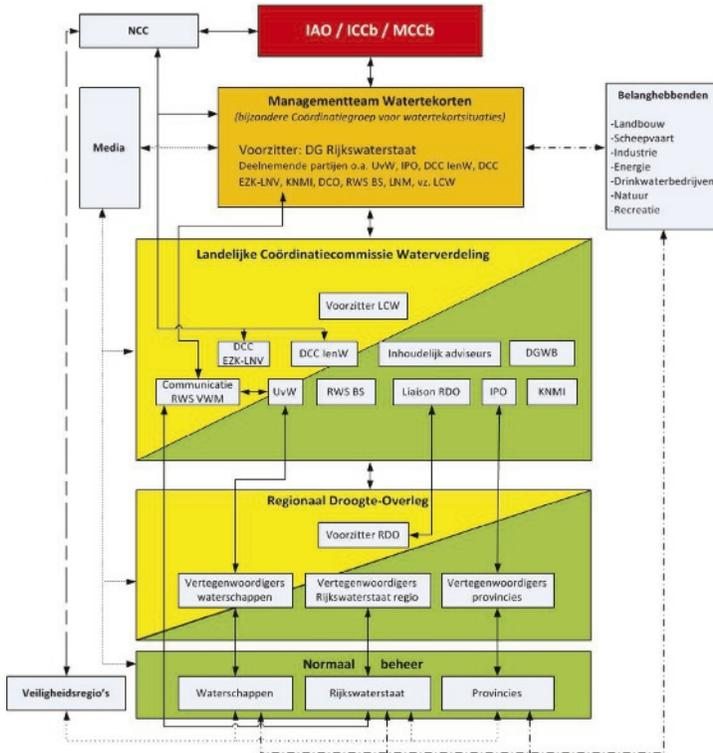 NCC
IAO / ICCb / MCCb
Managementteam Watertekorten
(bijzondere Coördinatiegroep voor watertekortsituaties)
Voorzitter: DG Rijkswaterstaat
Deelnemende partijen o.a. UvW, IPO, DCC IenW, DCC
EZK-LNV, KNMI, DCO, RWS BS, LNM, vz. LCW
Media
Belanghebbenden
-Landbouw
-Scheepvaart
-Industrie
-Energie
-Drinkwaterbedrijven
-Natuur
-Recreatie
Landelijke Coördinatiecommissie Waterverdeling
Voorzitter LCW
DCC
EZK-LNV
DCC IenW
Inhoudelijk adviseurs
DGWB
Communicatie
RWS VWM
UvW
RWS BS
Liaison RDO
IPO
KNMI
Regionaal Droogte-Overleg
Voorzitter RDO
Vertegenwoordigers
waterschappen
Vertegenwoordigers
Rijkswaterstaat regio
Vertegenwoordigers
provincies
Normaal beheer
Veiligheidsregio's
Waterschappen
Rijkswaterstaat
Provincies